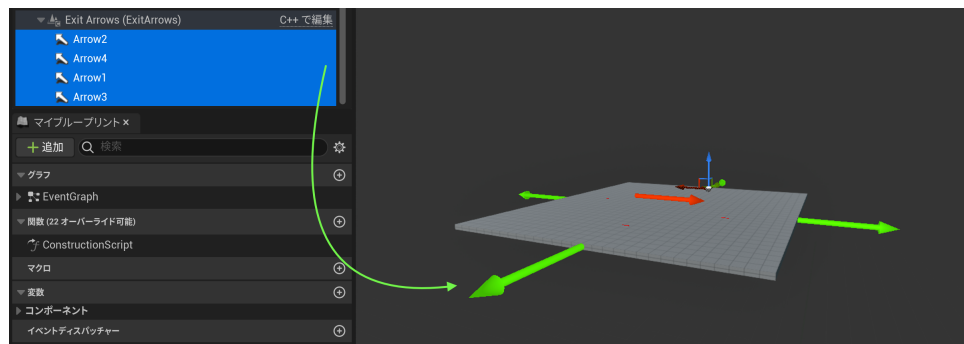 Exit Arrows (ExitArrows) C++ で編集
Arrow2
Arrow4
Arrow1
Arrow3
マイブループリント ×
+ 追加 検索
グラフ
EventGraph
関数 (22 オーバーライド可能)
ConstructionScript
マクロ
変数
コンポーネント
イベントディスパッチャー